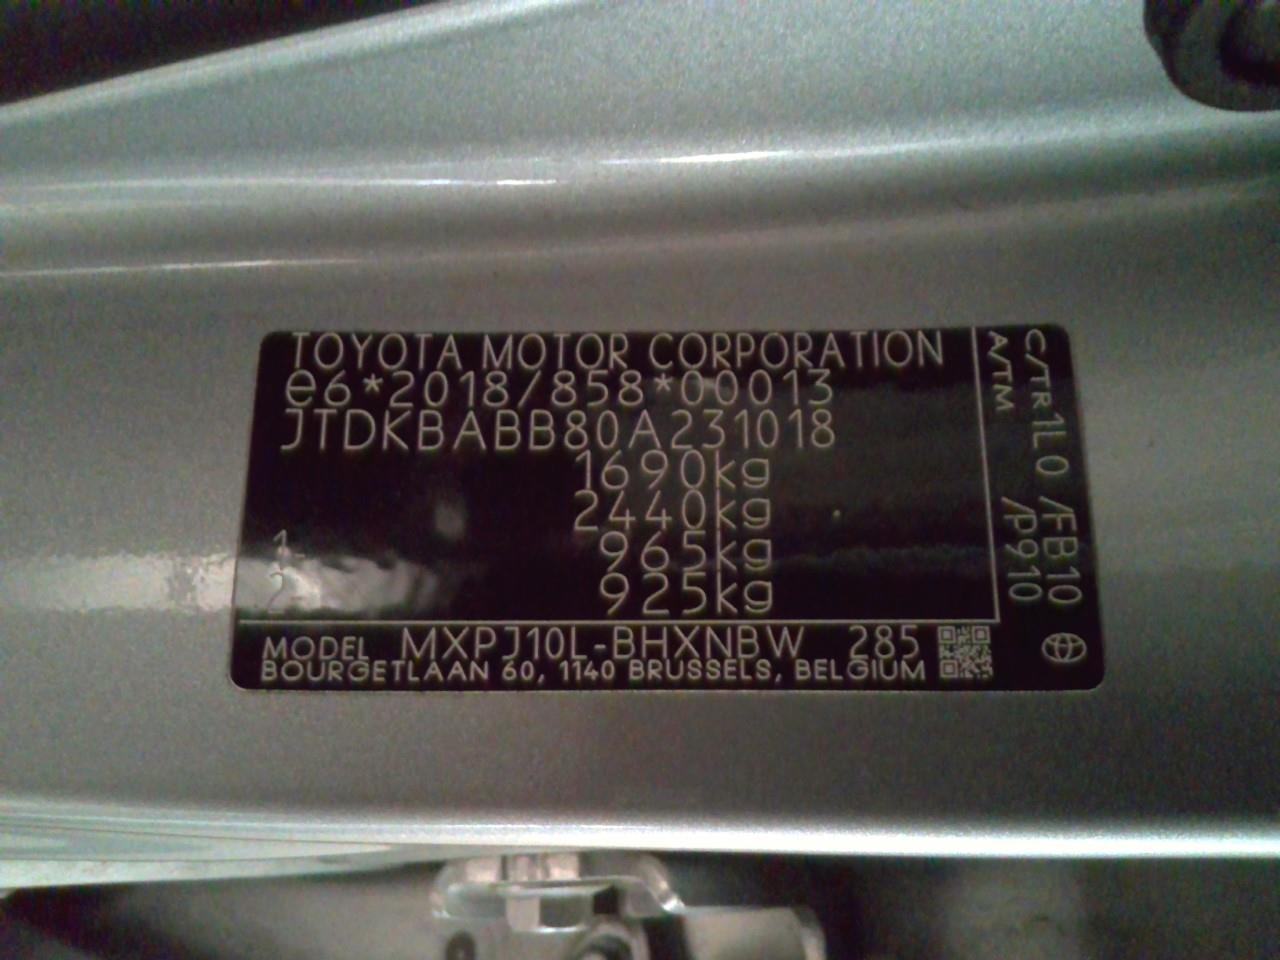 TOYOTA MOTOR CORPORATION
e6*2018/858*00013
JTDKBABB80A231018
1690kg
2440kg
1- 965kg
2- 925kg
MODEL MXPJ10L-BHXNBW 285
BOURGETLAAN 60, 1140 BRUSSELS, BELGIUM
C/TR 1L0 /FB10
A/TM /P910